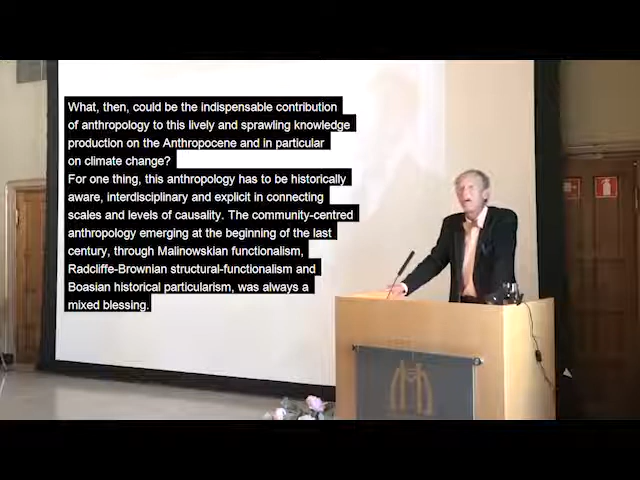 What, then, could be the indispensable contribution
of anthropology to this lively and sprawling knowledge
production on the Anthropocene and in particular
on climate change?
For one thing, this anthropology has to be historically
aware, interdisciplinary and explicit in connecting
scales and levels of causality. The community-centred
anthropology emerging at the beginning of the last
century, through Malinowskian functionalism,
Radcliffe-Brownian structural-functionalism and
Boasian historical particularism, was always a
mixed blessing.